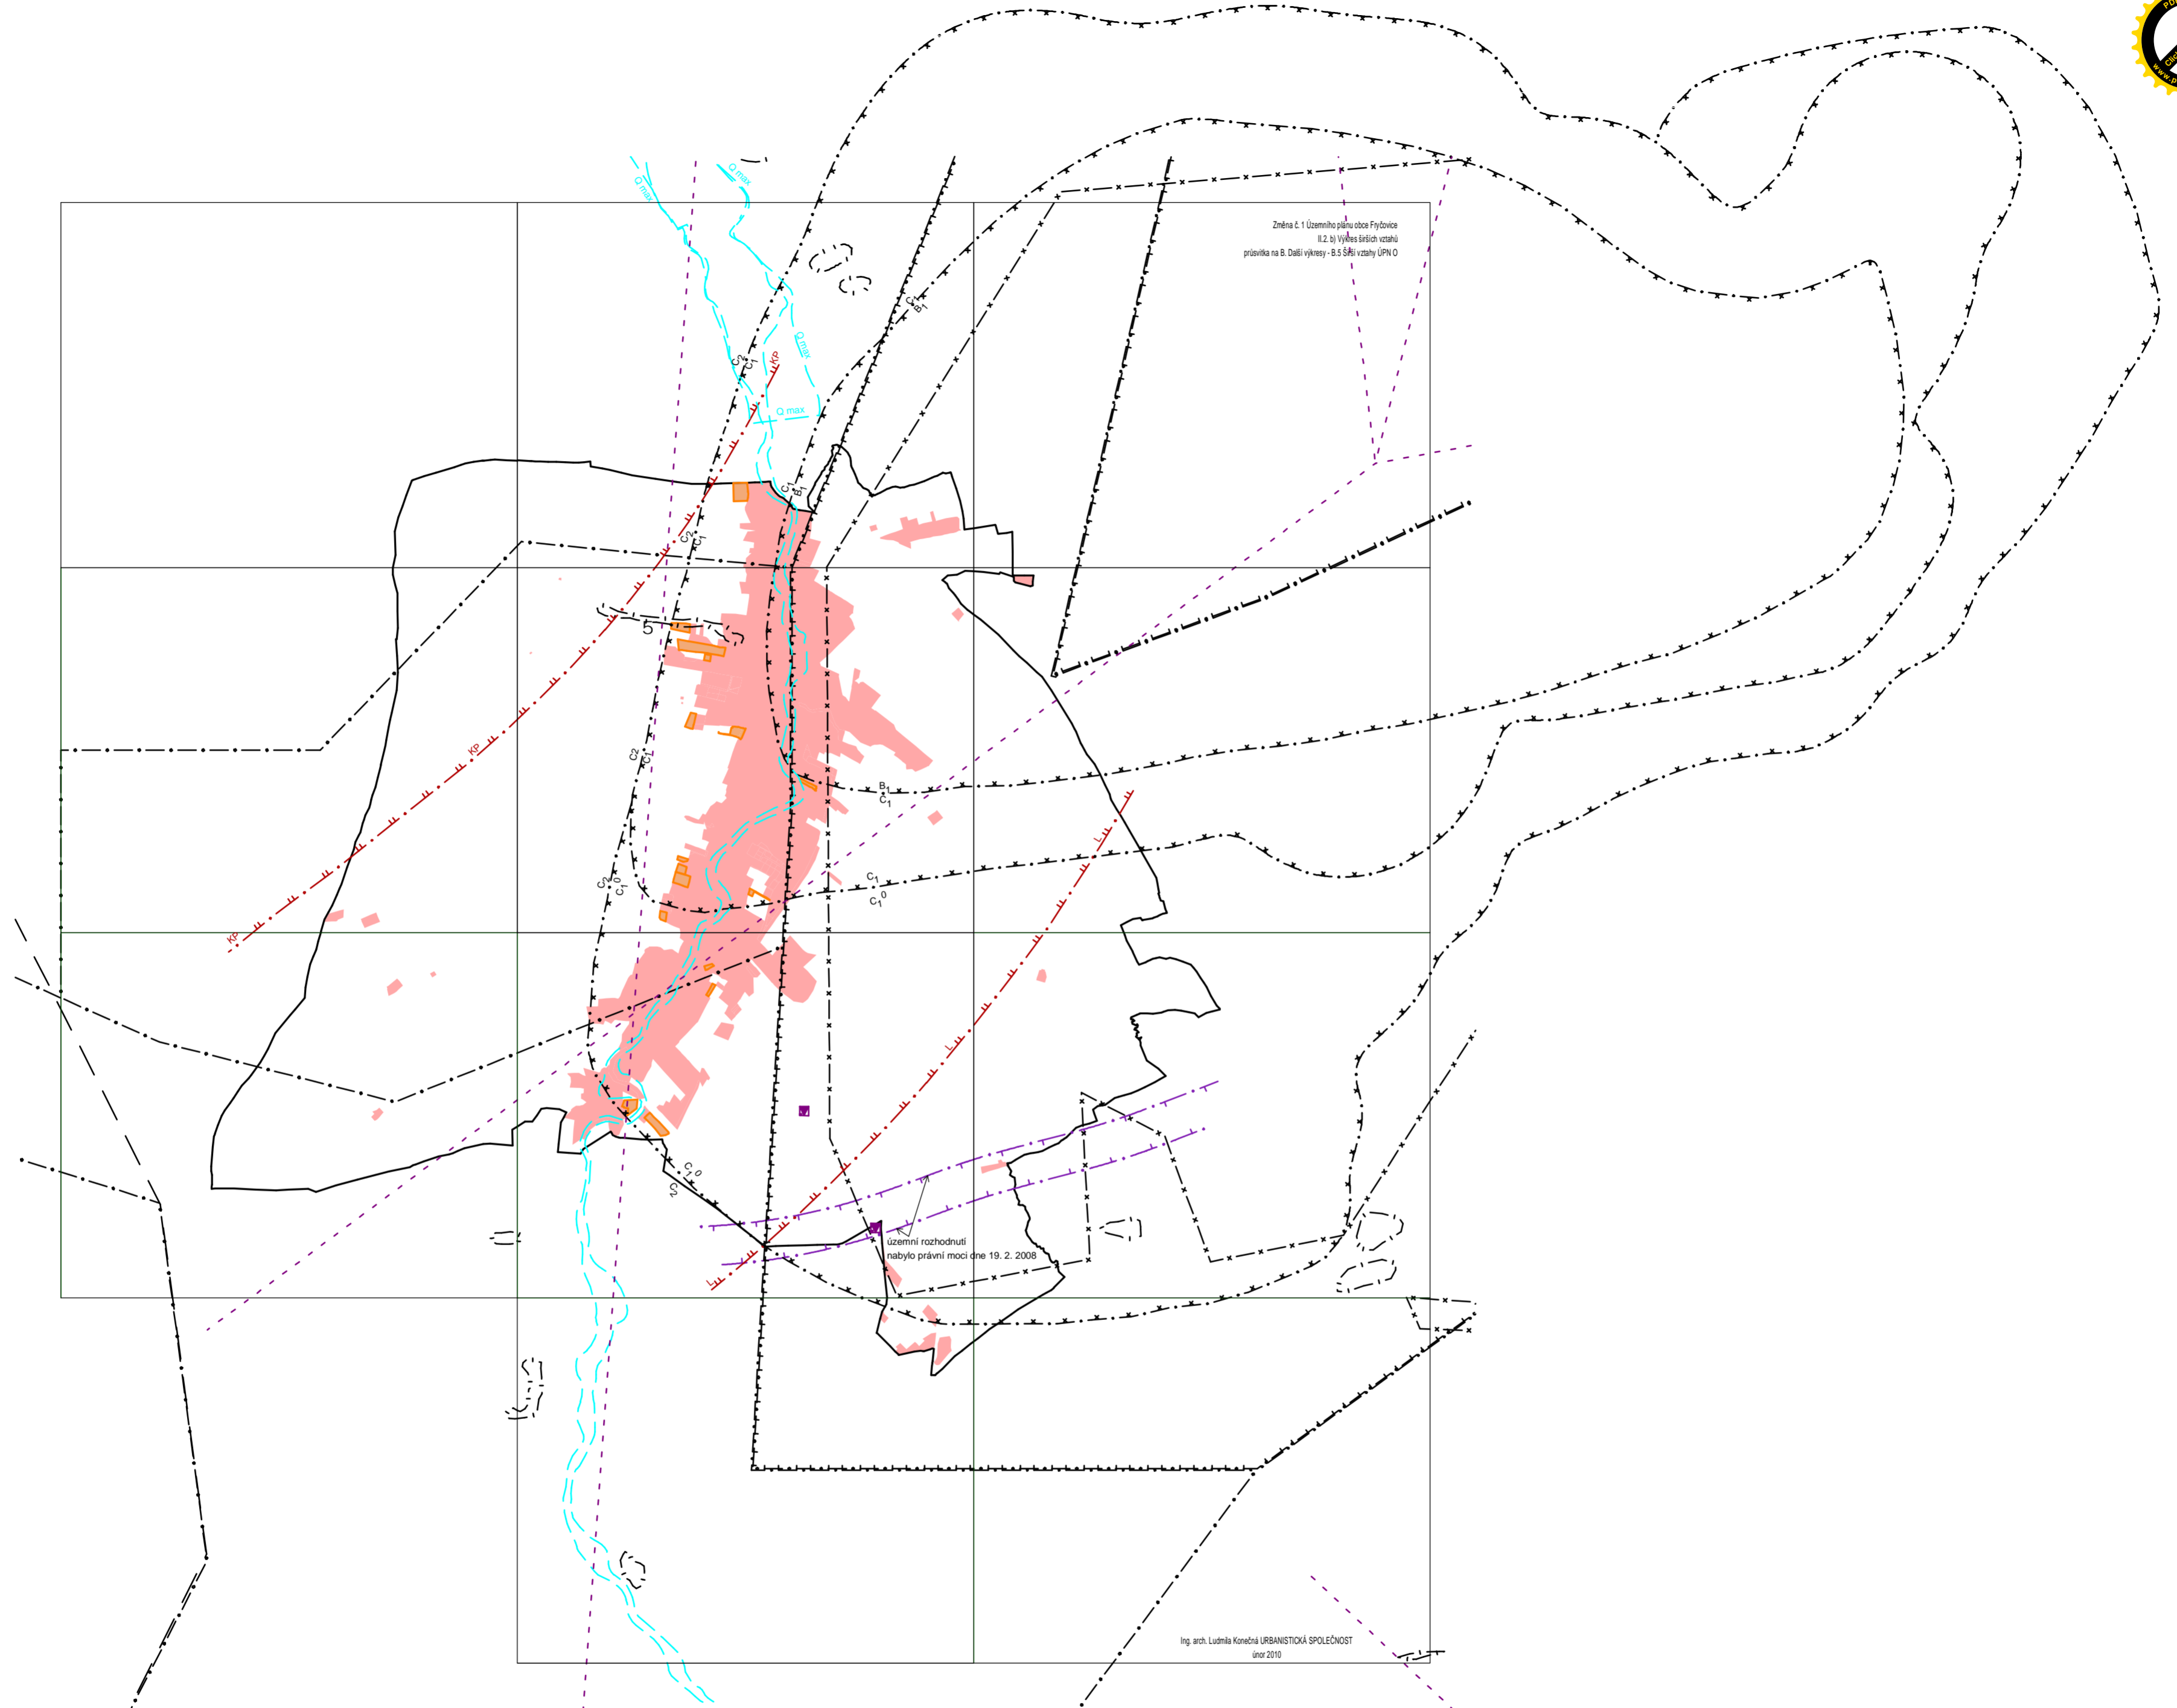 Změna č. 1 Územního plánu obce Fryčovice
II.2. b) Výkres širších vztahů
průsvitka na B. Další výkresy - B.5 Širší vztahy ÚPN O
Q max
Q max
C1
B1
Q max
C2
C1
KP
Q max
C1
B1
C2
C1
5
KP
C2
C1
B1
C1
L
C2
C1 0
C1
C1 0
KP
L
C1 0
C2
územní rozhodnutí
nabylo právní moci dne 19. 2. 2008
L
Ing. arch. Ludmila Konečná URBANISTICKÁ SPOLEČNOST
únor 2010